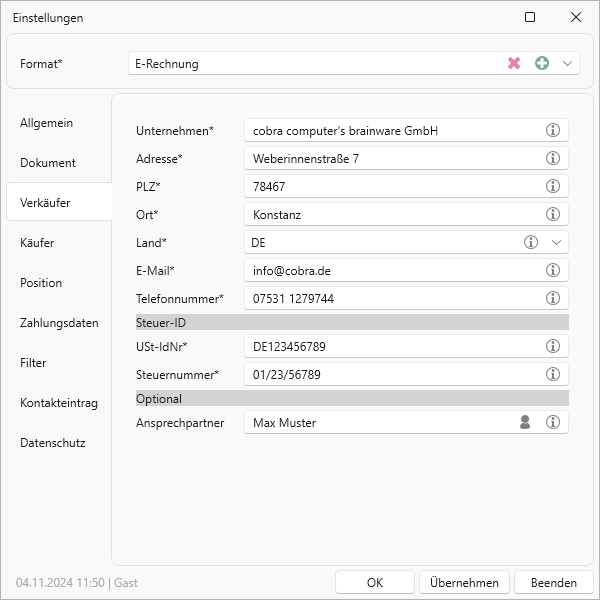 Einstellungen
Format* E-Rechnung
Allgemein
Dokument
Verkäufer
Käufer
Position
Zahlungsdaten
Filter
Kontakteintrag
Datenschutz
Unternehmen* cobra computer's brainware GmbH
Adresse* Weberinnenstraße 7
PLZ* 78467
Ort* Konstanz
Land* DE
E-Mail* info@cobra.de
Telefonnummer* 07531 1279744
Steuer-ID
USt-IdNr* DE123456789
Steuernummer* 01/23/56789
Optional
Ansprechpartner Max Muster
04.11.2024 11:50 | Gast
OK Übernehmen Beenden